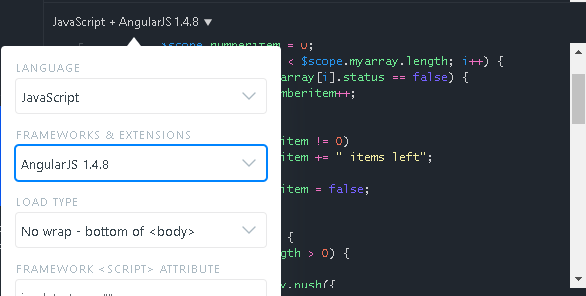 JavaScript + AngularJS 1.4.8 ▼
$scope.numberitem = 0;
< $scope.myarray.length; i++) {
array[i].status == false) {
mberitem++;
item != 0)
item += " items left";
item = false;
{
gth > 0) {
y.push({
LANGUAGE
JavaScript
FRAMEWORKS & EXTENSIONS
AngularJS 1.4.8
LOAD TYPE
No wrap - bottom of <body>
FRAMEWORK <SCRIPT> ATTRIBUTE